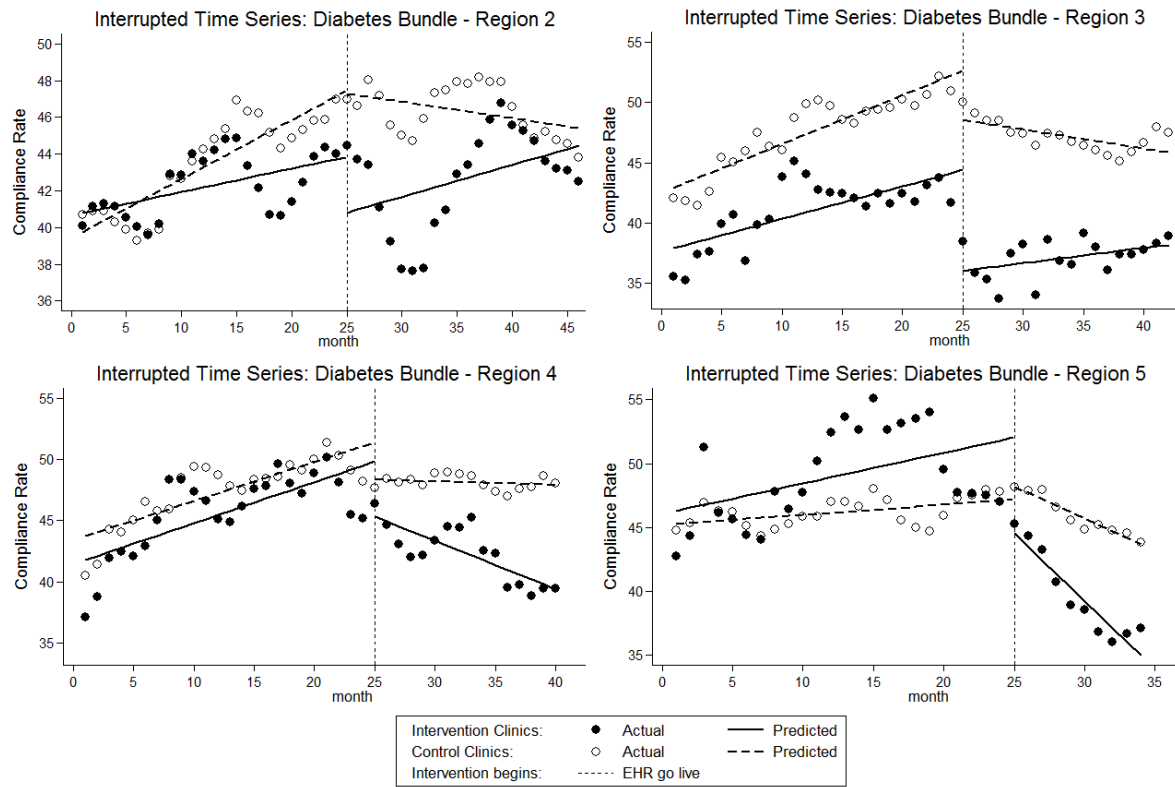 Interrupted Time Series: Diabetes Bundle - Region 2
Compliance Rate
50
48
46
44
42
40
38
36
0 5 10 15 20 25 30 35 40 45
month
Interrupted Time Series: Diabetes Bundle - Region 3
Compliance Rate
55
50
45
40
35
0 5 10 15 20 25 30 35 40
month
Interrupted Time Series: Diabetes Bundle - Region 4
Compliance Rate
55
50
45
40
35
0 5 10 15 20 25 30 35 40
month
Interrupted Time Series: Diabetes Bundle - Region 5
Compliance Rate
55
50
45
40
35
0 5 10 15 20 25 30 35
month
Intervention Clinics: Actual Predicted
Control Clinics: Actual Predicted
Intervention begins: EHR go live